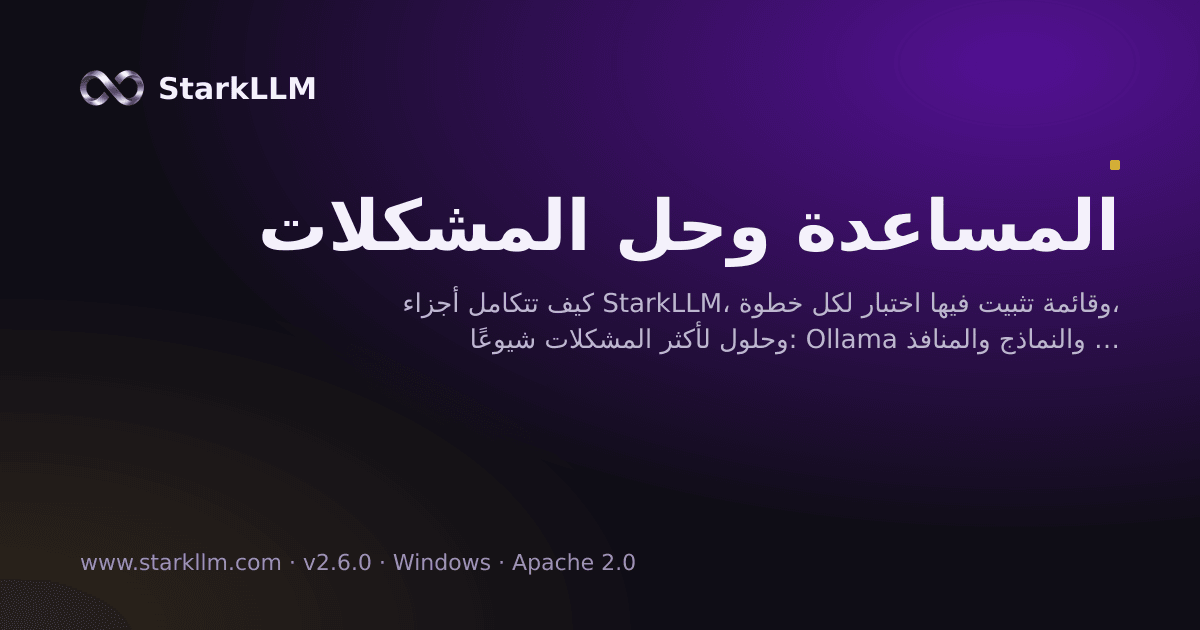 StarkLLM
المساعدة وحل المشكلات
كيف تتكامل أجزاء StarkLLM، وقائمة تثبيت فيها اختبار لكل خطوة،
وحلول لأكثر المشكلات شيوعًا: Ollama والنماذج والمنافذ …
www.starkllm.com · v2.6.0 · Windows · Apache 2.0